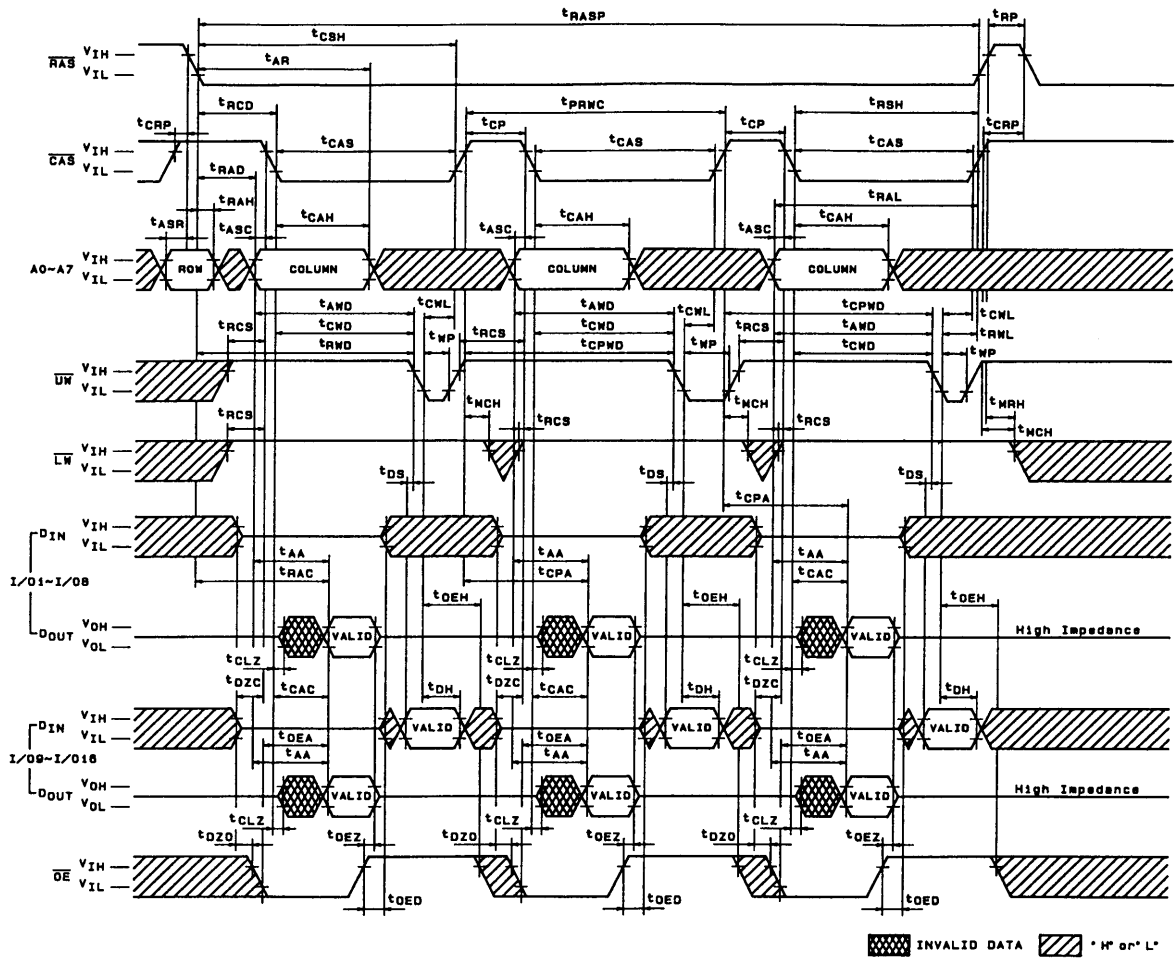 tRASP
tRP
tCSH
tAR
RAS VIH
VIL
tRCD
tPRWC
tRSH
tCRP
tCP
tCP
tCRP
CAS VIH
VIL
tCAS
tCAS
tCAS
tRAD
tRAL
tRAH
tASR
tASC
tCAH
tASC
tCAH
tASC
tCAH
A0~A7 VIH
VIL
ROW
COLUMN
COLUMN
COLUMN
tAWD
tCWL
tAWD
tCWL
tCPWD
tCWL
tRCS
tCWD
tRCS
tCWD
tRCS
tAWD
tRWL
tRWD
tWP
tCPWD
tWP
tCWD
tWP
UW VIH
VIL
tRCS
tMCH
tRCS
tMCH
tRCS
tMRH
tMCH
LW VIH
VIL
tDS
tDS
tCPA
tDS
DIN VIH
VIL
tAA
tAA
tAA
I/O1~I/O8
tRAC
tCPA
tCAC
tOEH
tOEH
tOEH
DOUT VOH
VOL
VALID
VALID
VALID
High Impedance
tCLZ
tCLZ
tCLZ
tDZC
tCAC
tDH
tDZC
tCAC
tDH
tDZC
tDH
DIN VIH
VIL
VALID
VALID
VALID
I/O9~I/O16
tOEA
tOEA
tOEA
tAA
tAA
tAA
DOUT VOH
VOL
VALID
VALID
VALID
High Impedance
tCLZ
tCLZ
tCLZ
tDZO
tOEZ
tDZO
tOEZ
tDZO
tOEZ
OE VIH
VIL
tOED
tOED
tOED
INVALID DATA
"H" or "L"